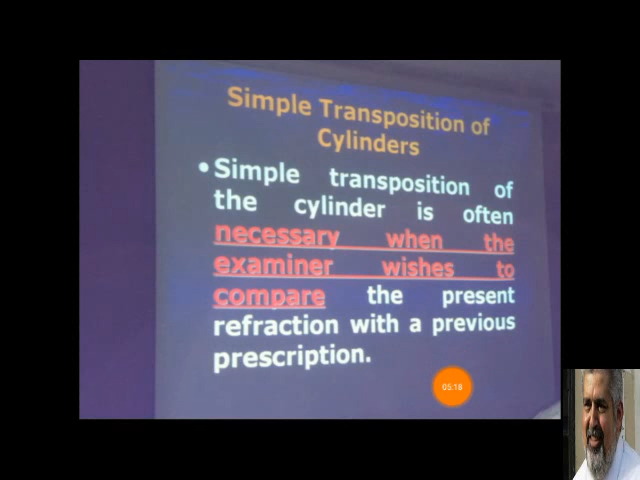 Simple Transposition of
Cylinders
• Simple transposition of
the cylinder is often
necessary when the
examiner wishes to
compare the present
refraction with a previous
prescription.
05:18